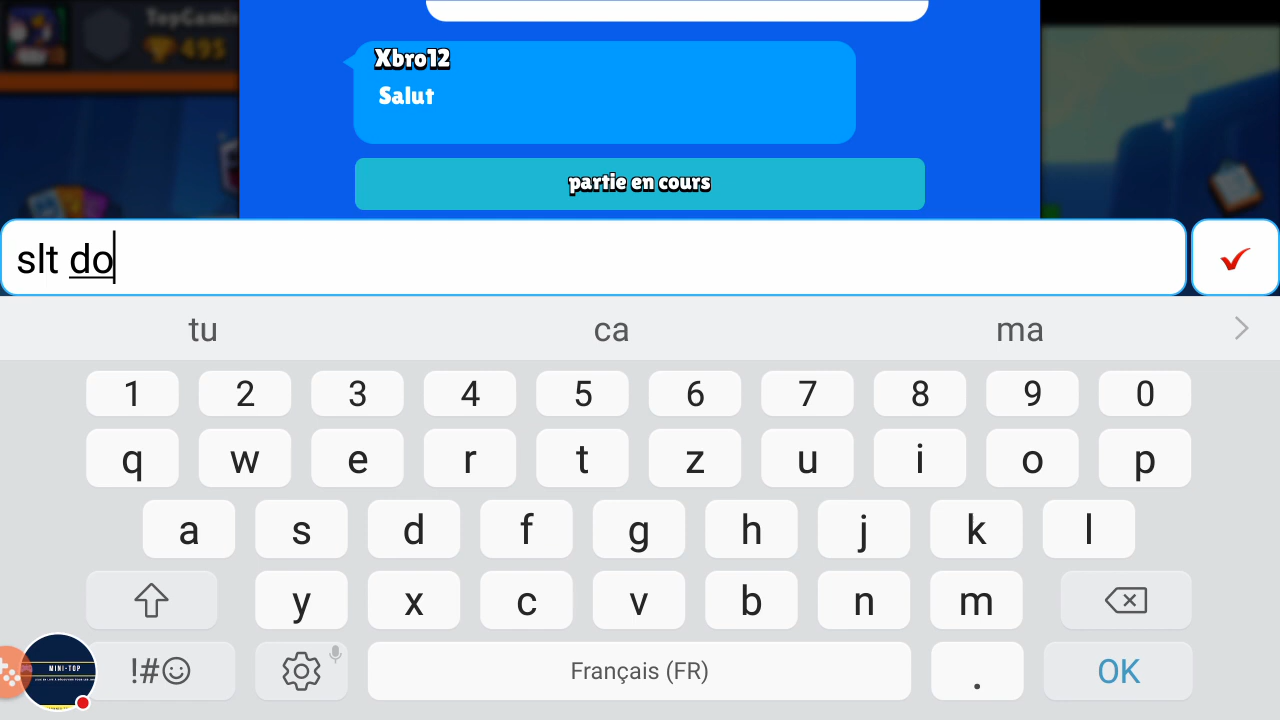 TopGamin
495
Xbro12
Salut
partie en cours
slt do
tu ca ma
1 2 3 4 5 6 7 8 9 0
q w e r t z u i o p
a s d f g h j k l
y x c v b n m
!#☺ Français (FR) . OK
MINI-TOP